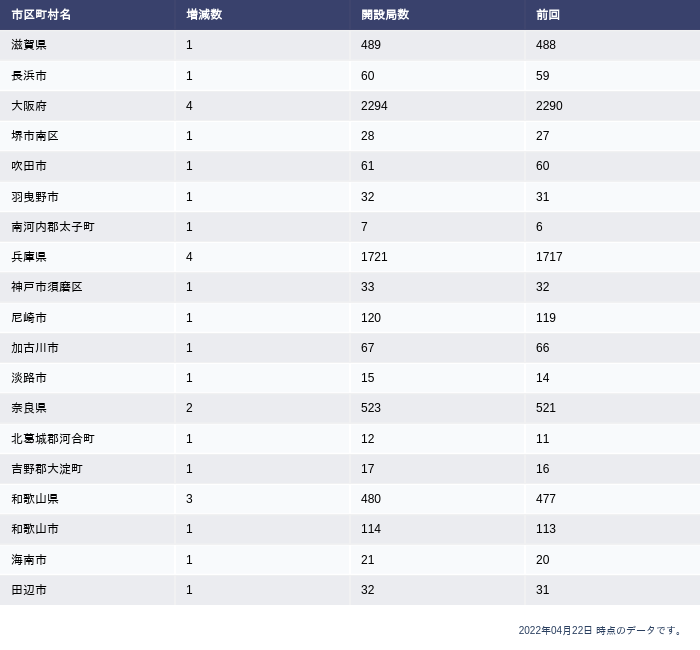 市区町村名 増減数 開設局数 前回
滋賀県 1 489 488
長浜市 1 60 59
大阪府 4 2294 2290
堺市南区 1 28 27
吹田市 1 61 60
羽曳野市 1 32 31
南河内郡太子町 1 7 6
兵庫県 4 1721 1717
神戸市須磨区 1 33 32
尼崎市 1 120 119
加古川市 1 67 66
淡路市 1 15 14
奈良県 2 523 521
北葛城郡河合町 1 12 11
吉野郡大淀町 1 17 16
和歌山県 3 480 477
和歌山市 1 114 113
海南市 1 21 20
田辺市 1 32 31
2022年04月22日 時点のデータです。